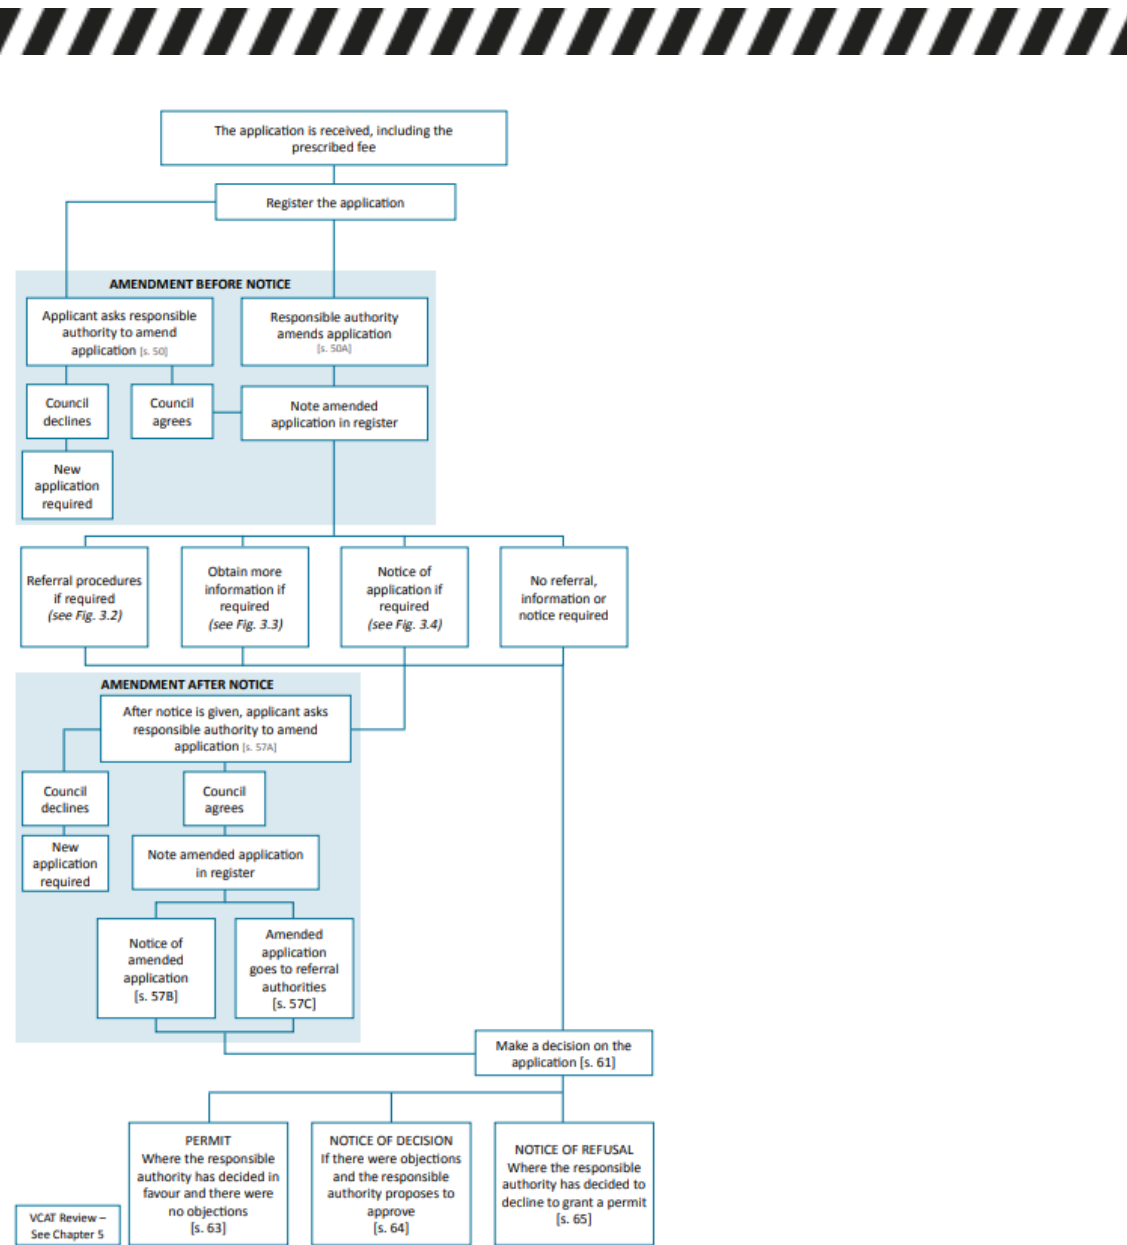 The application is received, including the
prescribed fee
Register the application
AMENDMENT BEFORE NOTICE
Applicant asks responsible
authority to amend
application [s. 50]
Responsible authority
amends application
[s. 50A]
Council
declines
Council
agrees
Note amended
application in register
New
application
required
Referral procedures
if required
(see Fig. 3.2)
Obtain more
information if
required
(see Fig. 3.3)
Notice of
application if
required
(see Fig. 3.4)
No referral,
information or
notice required
AMENDMENT AFTER NOTICE
After notice is given, applicant asks
responsible authority to amend
application [s. 57A]
Council
declines
Council
agrees
New
application
required
Note amended application
in register
Notice of
amended
application
[s. 57B]
Amended
application
goes to referral
authorities
[s. 57C]
Make a decision on the
application [s. 61]
PERMIT
Where the responsible
authority has decided in
favour and there were
no objections
[s. 63]
NOTICE OF DECISION
If there were objections
and the responsible
authority proposes to
approve
[s. 64]
NOTICE OF REFUSAL
Where the responsible
authority has decided to
decline to grant a permit
[s. 65]
VCAT Review –
See Chapter 5